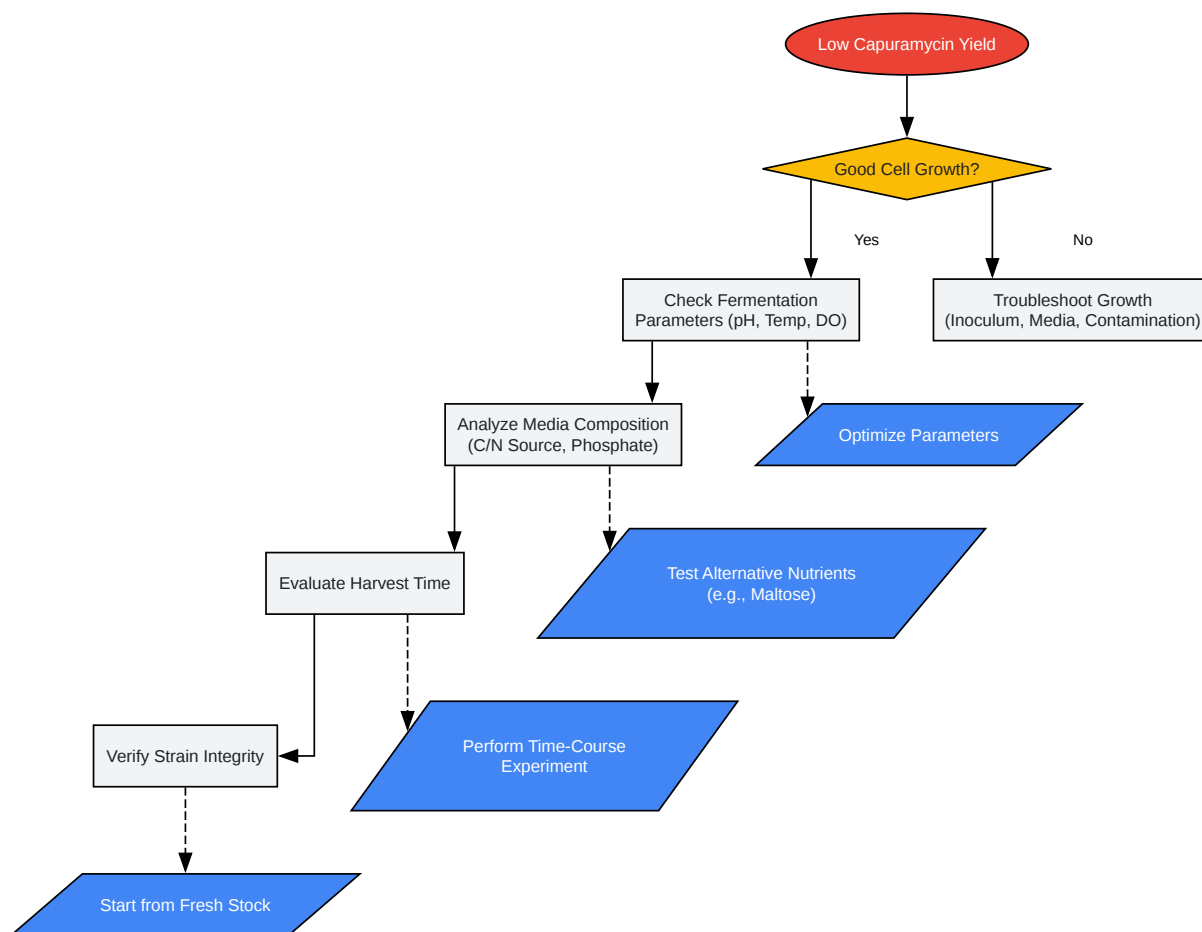 Low Capuramycin Yield
Good Cell Growth?
Yes
No
Check Fermentation
Parameters (pH, Temp, DO)
Troubleshoot Growth
(Inoculum, Media, Contamination)
Analyze Media Composition
(C/N Source, Phosphate)
Optimize Parameters
Evaluate Harvest Time
Test Alternative Nutrients
(e.g., Maltose)
Verify Strain Integrity
Perform Time-Course
Experiment
Start from Fresh Stock